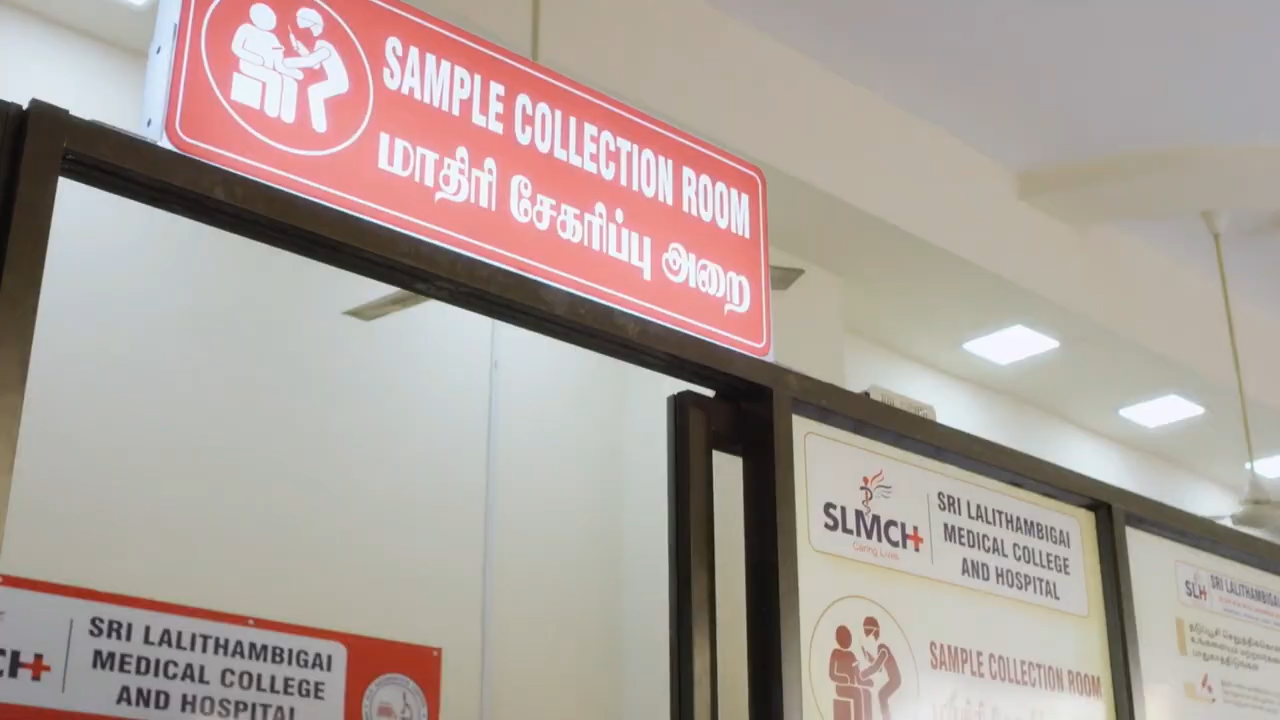 SAMPLE COLLECTION ROOM
மாதிரி சேகரிப்பு அறை
SLMCH
Caring Lives
SRI LALITHAMBIGAI
MEDICAL COLLEGE
AND HOSPITAL
SAMPLE COLLECTION ROOM
CH
SRI LALITHAMBIGAI
MEDICAL COLLEGE
AND HOSPITAL
SRI LALITHAMBIGAI